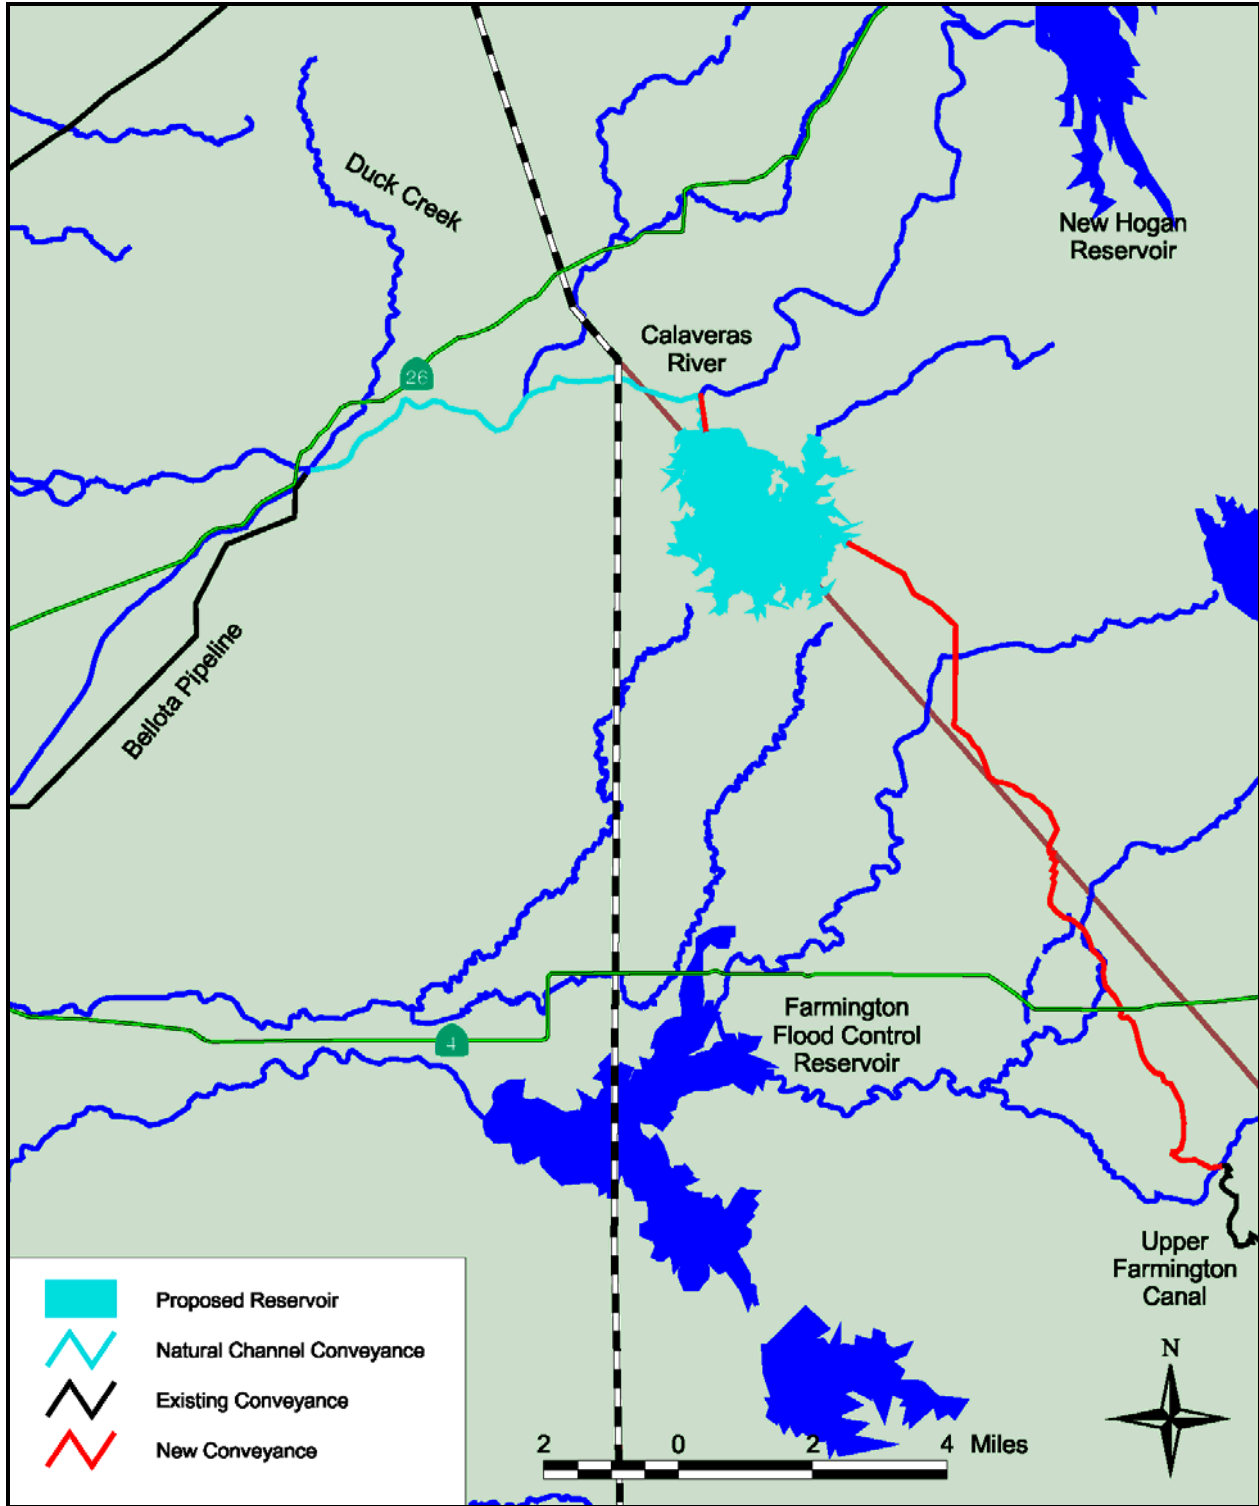 Duck Creek
New Hogan
Reservoir
Calaveras
River
26
Bellota Pipeline
Farmington
Flood Control
Reservoir
4
Upper
Farmington
Canal
Proposed Reservoir
Natural Channel Conveyance
Existing Conveyance
New Conveyance
N
2 0 2 4 Miles